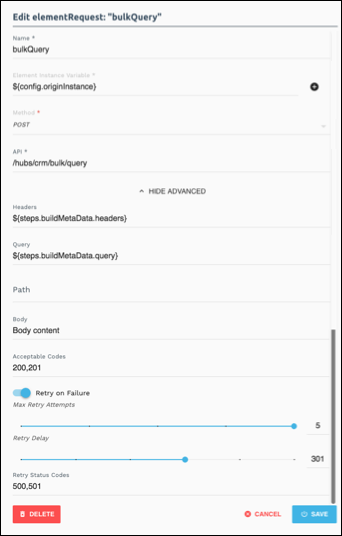 Edit elementRequest: "bulkQuery"
Name *
bulkQuery
Element Instance Variable *
${config.originInstance}
Method *
POST
API *
/hubs/crm/bulk/query
HIDE ADVANCED
Headers
${steps.buildMetaData.headers}
Query
${steps.buildMetaData.query}
Path
Body
Body content
Acceptable Codes
200,201
Retry on Failure
Max Retry Attempts
5
Retry Delay
301
Retry Status Codes
500,501
DELETE CANCEL SAVE